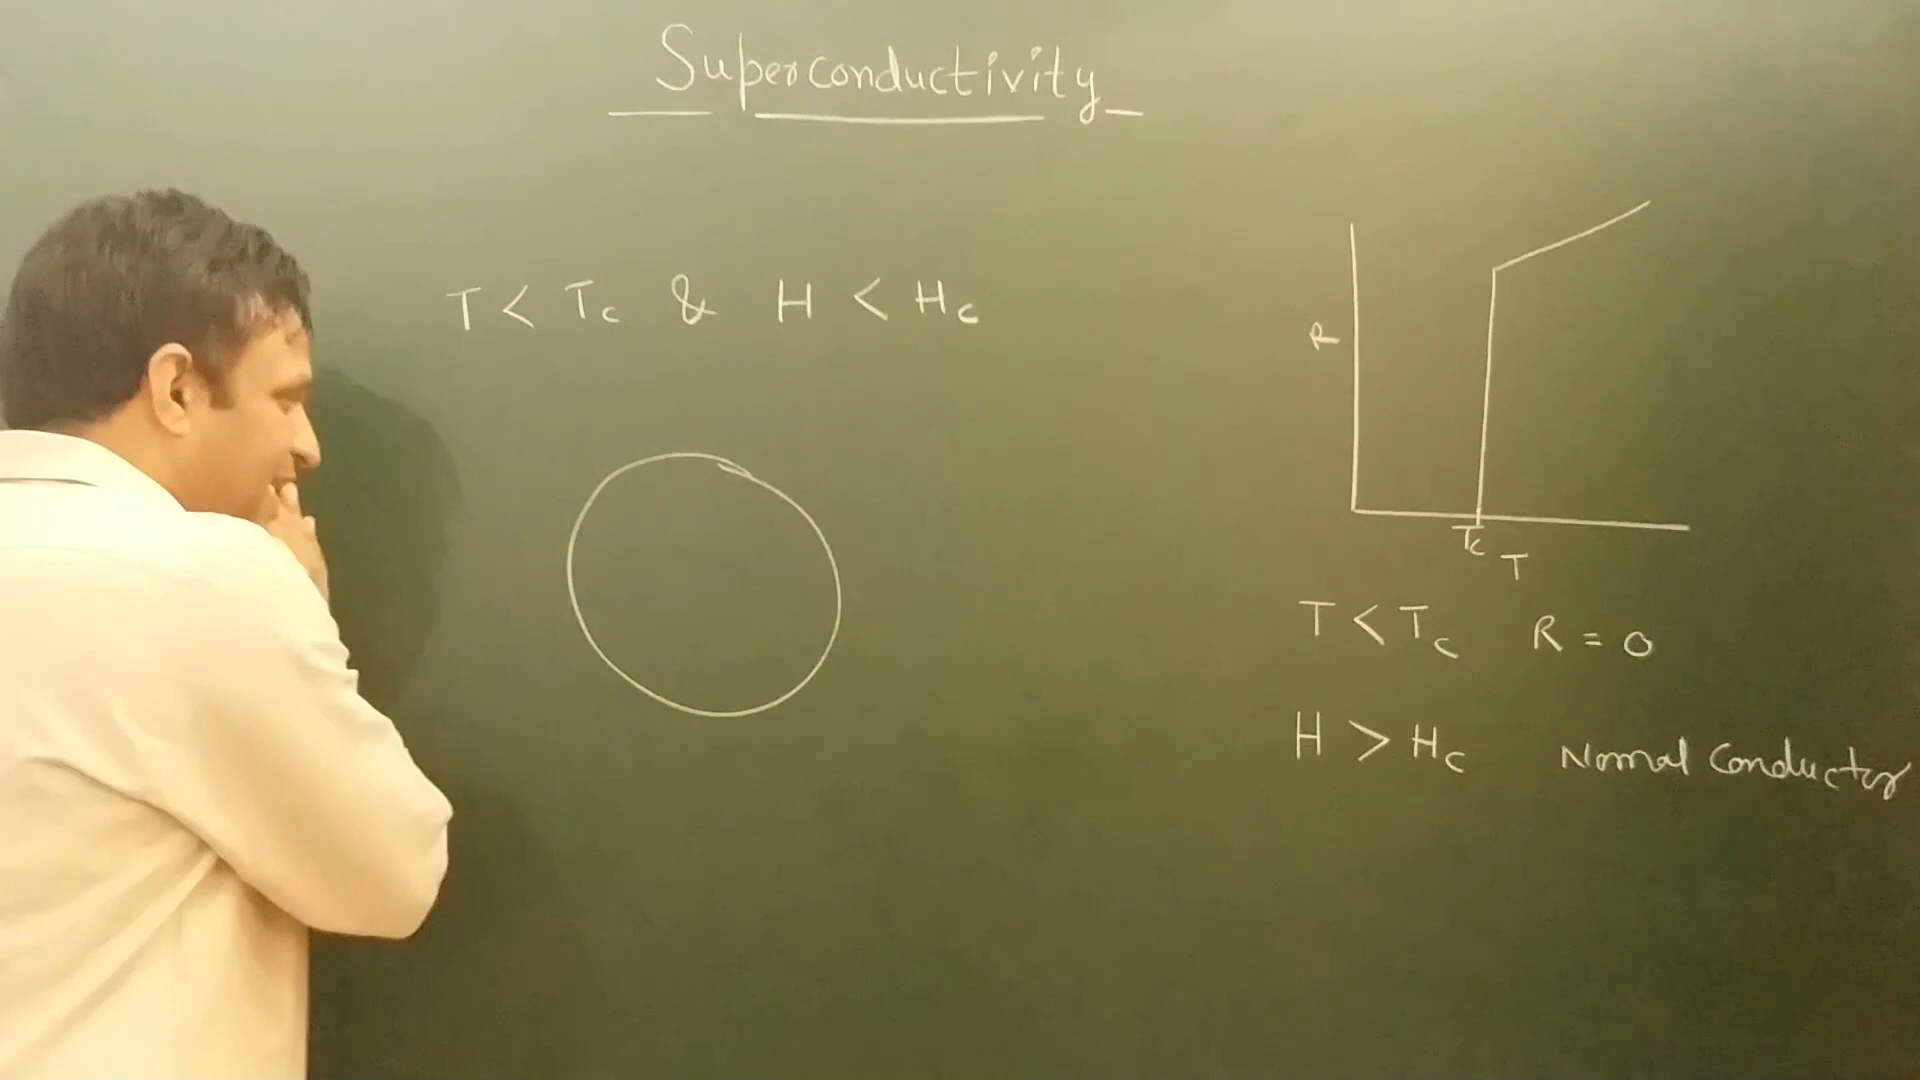 Superconductivity
T < Tc & H < Hc
R
Tc
T
T < Tc R = 0
H > Hc Normal Conductor